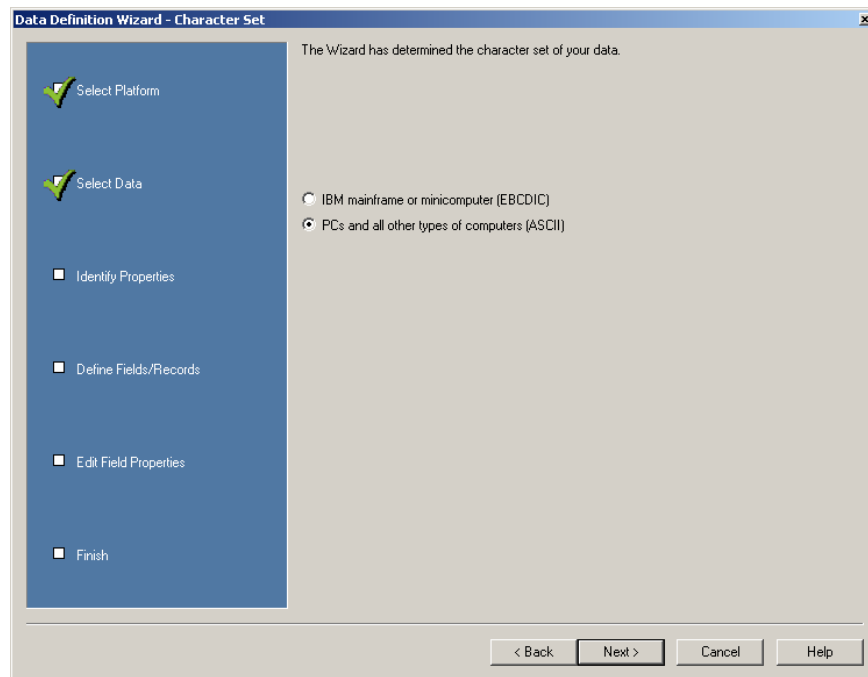 Data Definition Wizard - Character Set
The Wizard has determined the character set of your data.
Select Platform
Select Data
IBM mainframe or minicomputer (EBCDIC)
PCs and all other types of computers (ASCII)
Identify Properties
Define Fields/Records
Edit Field Properties
Finish
< Back
Next >
Cancel
Help